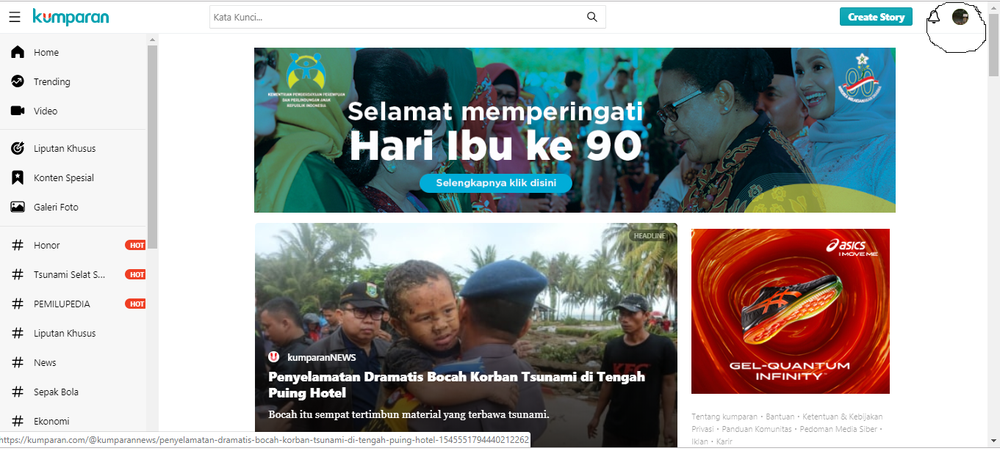 kumparan
Kata Kunci...
Create Story
Home
Trending
Video
Liputan Khusus
Konten Spesial
Galeri Foto
Honor
HOT
Tsunami Selat S...
HOT
PEMILUPEDIA
HOT
Liputan Khusus
News
Sepak Bola
Ekonomi
KEMENTRIAN PEMBERDAYAAN PEREMPUAN
DAN PERLINDUNGAN ANAK
REPUBLIK INDONESIA
90
Selamat memperingati
Hari Ibu ke 90
Selengkapnya klik disini
HEADLINE
KFC
kumparanNEWS
Penyelamatan Dramatis Bocah Korban Tsunami di Tengah
Puing Hotel
Bocah itu sempat tertimbun material yang terbawa tsunami.
asics
I MOVE ME
GEL-QUANTUM
INFINITY™
Tentang kumparan • Bantuan • Ketentuan & Kebijakan
Privasi • Panduan Komunitas • Pedoman Media Siber •
Iklan • Karir
https://kumparan.com/@kumparannews/penyelamatan-dramatis-bocah-korban-tsunami-di-tengah-puing-hotel-1545551794440212262